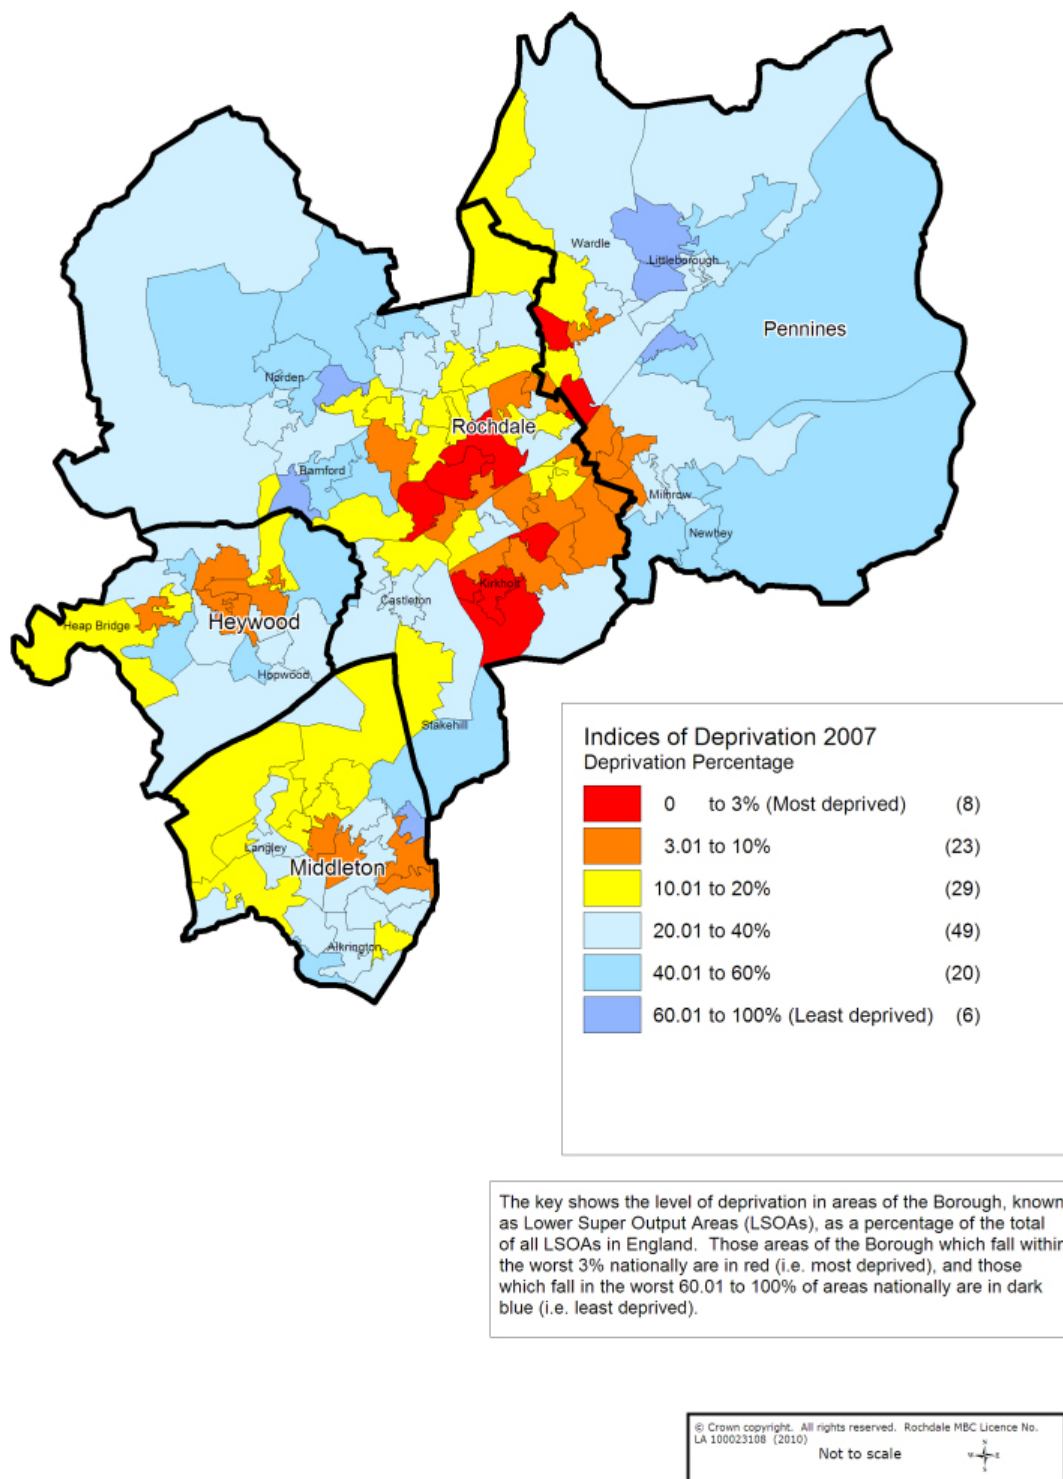 Wardle
Littleborough
Pennines
Norden
Rochdale
Bamford
Milnrow
Newhey
Kirkholt
Castleton
Heap Bridge
Heywood
Hopwood
Stakehill
Langley
Middleton
Alkrington
Indices of Deprivation 2007
Deprivation Percentage
0 to 3% (Most deprived) (8)
3.01 to 10% (23)
10.01 to 20% (29)
20.01 to 40% (49)
40.01 to 60% (20)
60.01 to 100% (Least deprived) (6)
The key shows the level of deprivation in areas of the Borough, known
as Lower Super Output Areas (LSOAs), as a percentage of the total
of all LSOAs in England. Those areas of the Borough which fall within
the worst 3% nationally are in red (i.e. most deprived), and those
which fall in the worst 60.01 to 100% of areas nationally are in dark
blue (i.e. least deprived).
© Crown copyright. All rights reserved. Rochdale MBC Licence No.
LA 100023108 (2010)
Not to scale
N
W E
S